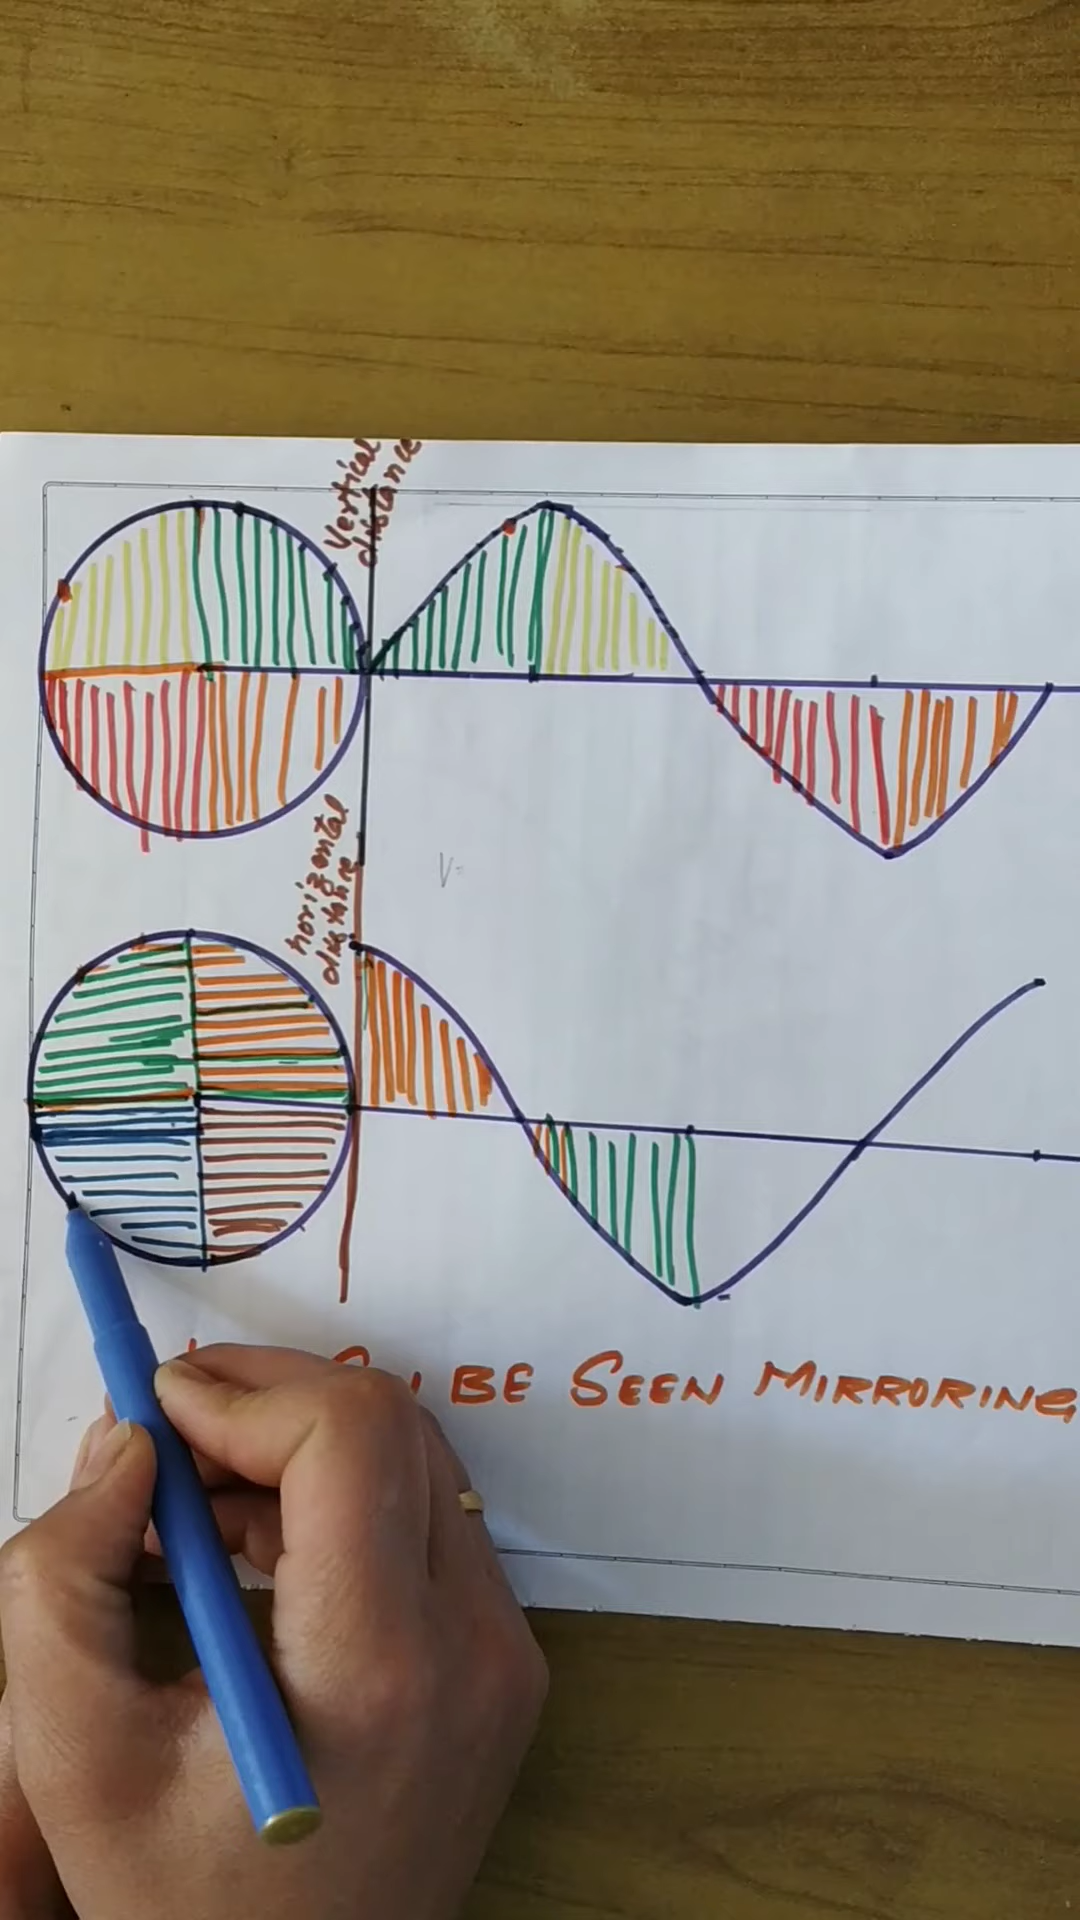 Vertical
distance
horizontal
distance
V=
BE SEEN MIRRORING